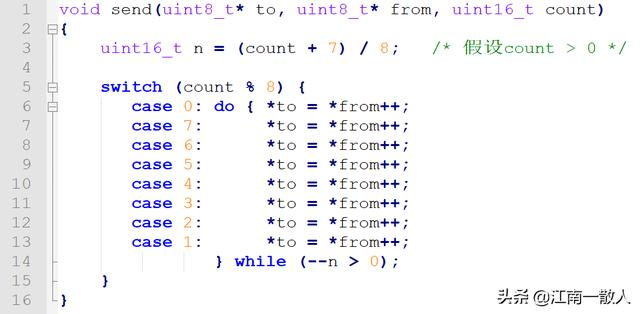 1 void send(uint8_t* to, uint8_t* from, uint16_t count)
2 {
3     uint16_t n = (count + 7) / 8;   /* 假设count > 0 */
4
5     switch (count % 8) {
6        case 0: do { *to = *from++;
7        case 7:      *to = *from++;
8        case 6:      *to = *from++;
9        case 5:      *to = *from++;
10        case 4:      *to = *from++;
11        case 3:      *to = *from++;
12        case 2:      *to = *from++;
13        case 1:      *to = *from++;
14                } while (--n > 0);
15     }
16 }
头条 @江南一散人